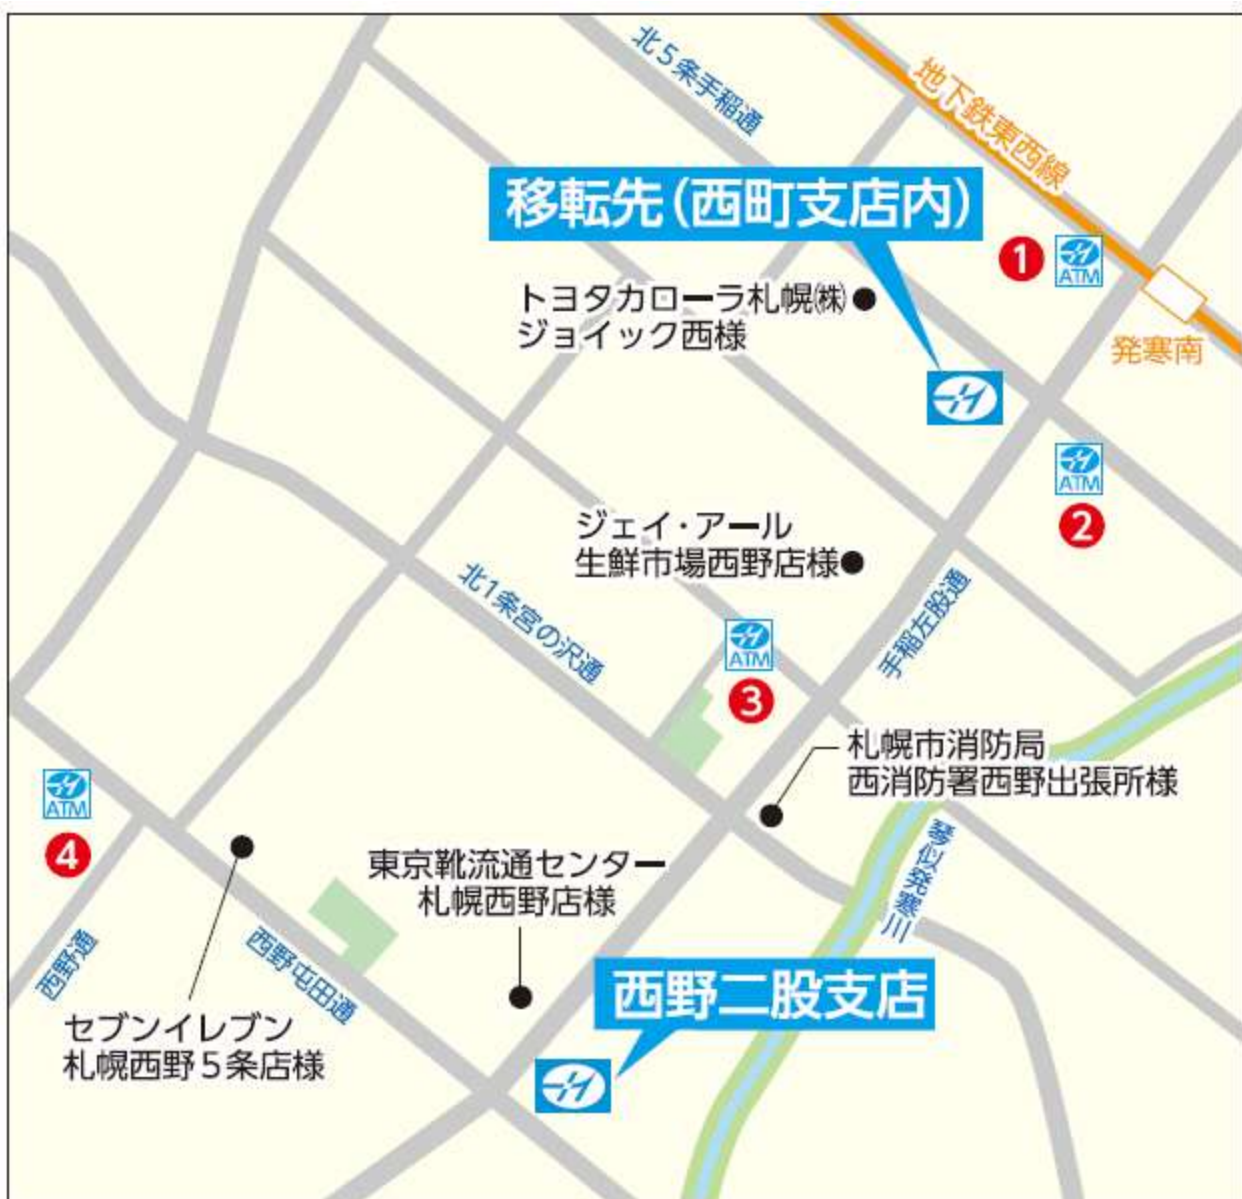 北5条手稲通
地下鉄東西線
移転先(西町支店内)
1
ATM
トヨタカローラ札幌㈱
ジョイック西様
発寒南
ATM
2
ジェイ・アール
生鮮市場西野店様
北1条宮の沢通
手稲左股通
ATM
3
札幌市消防局
西消防署西野出張所様
ATM
4
東京靴流通センター
札幌西野店様
琴似発寒川
西野通
西野屯田通
西野二股支店
セブンイレブン
札幌西野5条店様